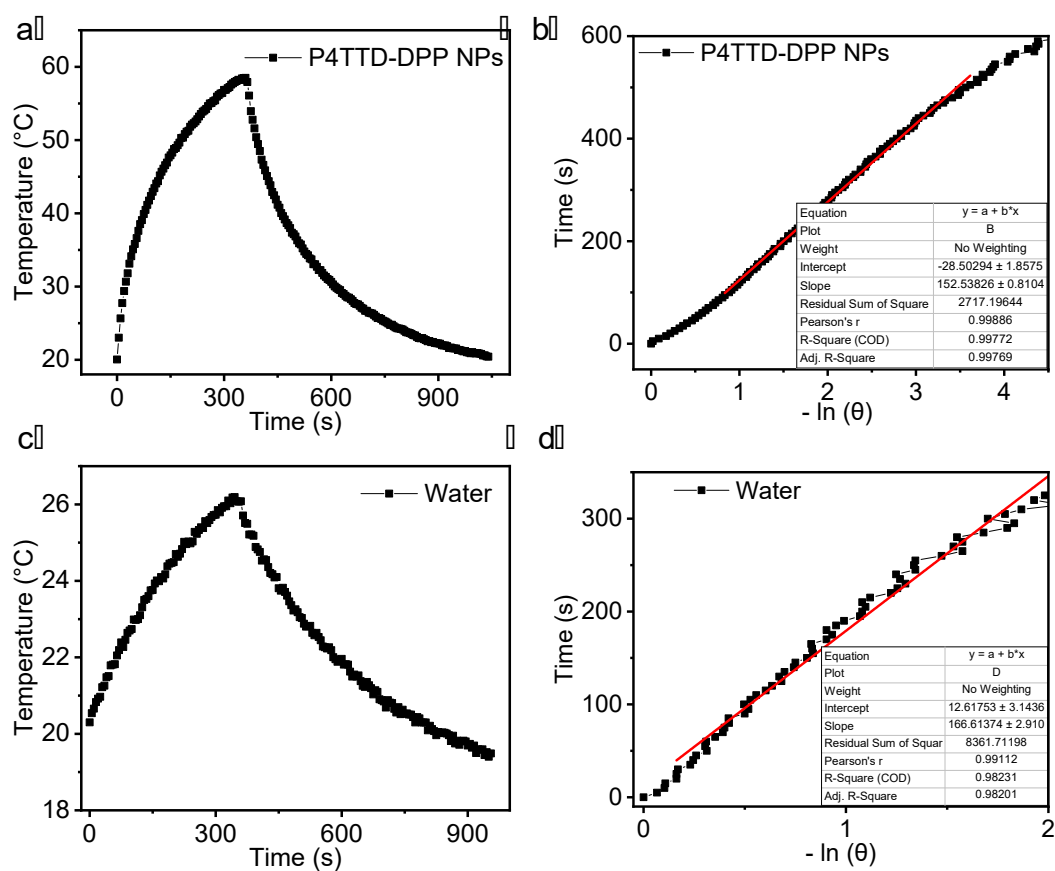 a
P4TTD-DPP NPs
Temperature (°C)
60
50
40
30
20
0
300
600
900
Time (s)
b
P4TTD-DPP NPs
Time (s)
600
400
200
0
Equation y = a + b*x
Plot B
Weight No Weighting
Intercept -28.50294 ± 1.8575
Slope 152.53826 ± 0.8104
Residual Sum of Square 2717.19644
Pearson's r 0.99886
R-Square (COD) 0.99772
Adj. R-Square 0.99769
0
1
2
3
4
- ln (θ)
c
Water
Temperature (°C)
26
24
22
20
18
0
300
600
900
Time (s)
d
Water
Time (s)
300
200
100
0
Equation y = a + b*x
Plot D
Weight No Weighting
Intercept 12.61753 ± 3.1436
Slope 166.61374 ± 2.910
Residual Sum of Squar 8361.71198
Pearson's r 0.99112
R-Square (COD) 0.98231
Adj. R-Square 0.98201
0
1
2
- ln (θ)